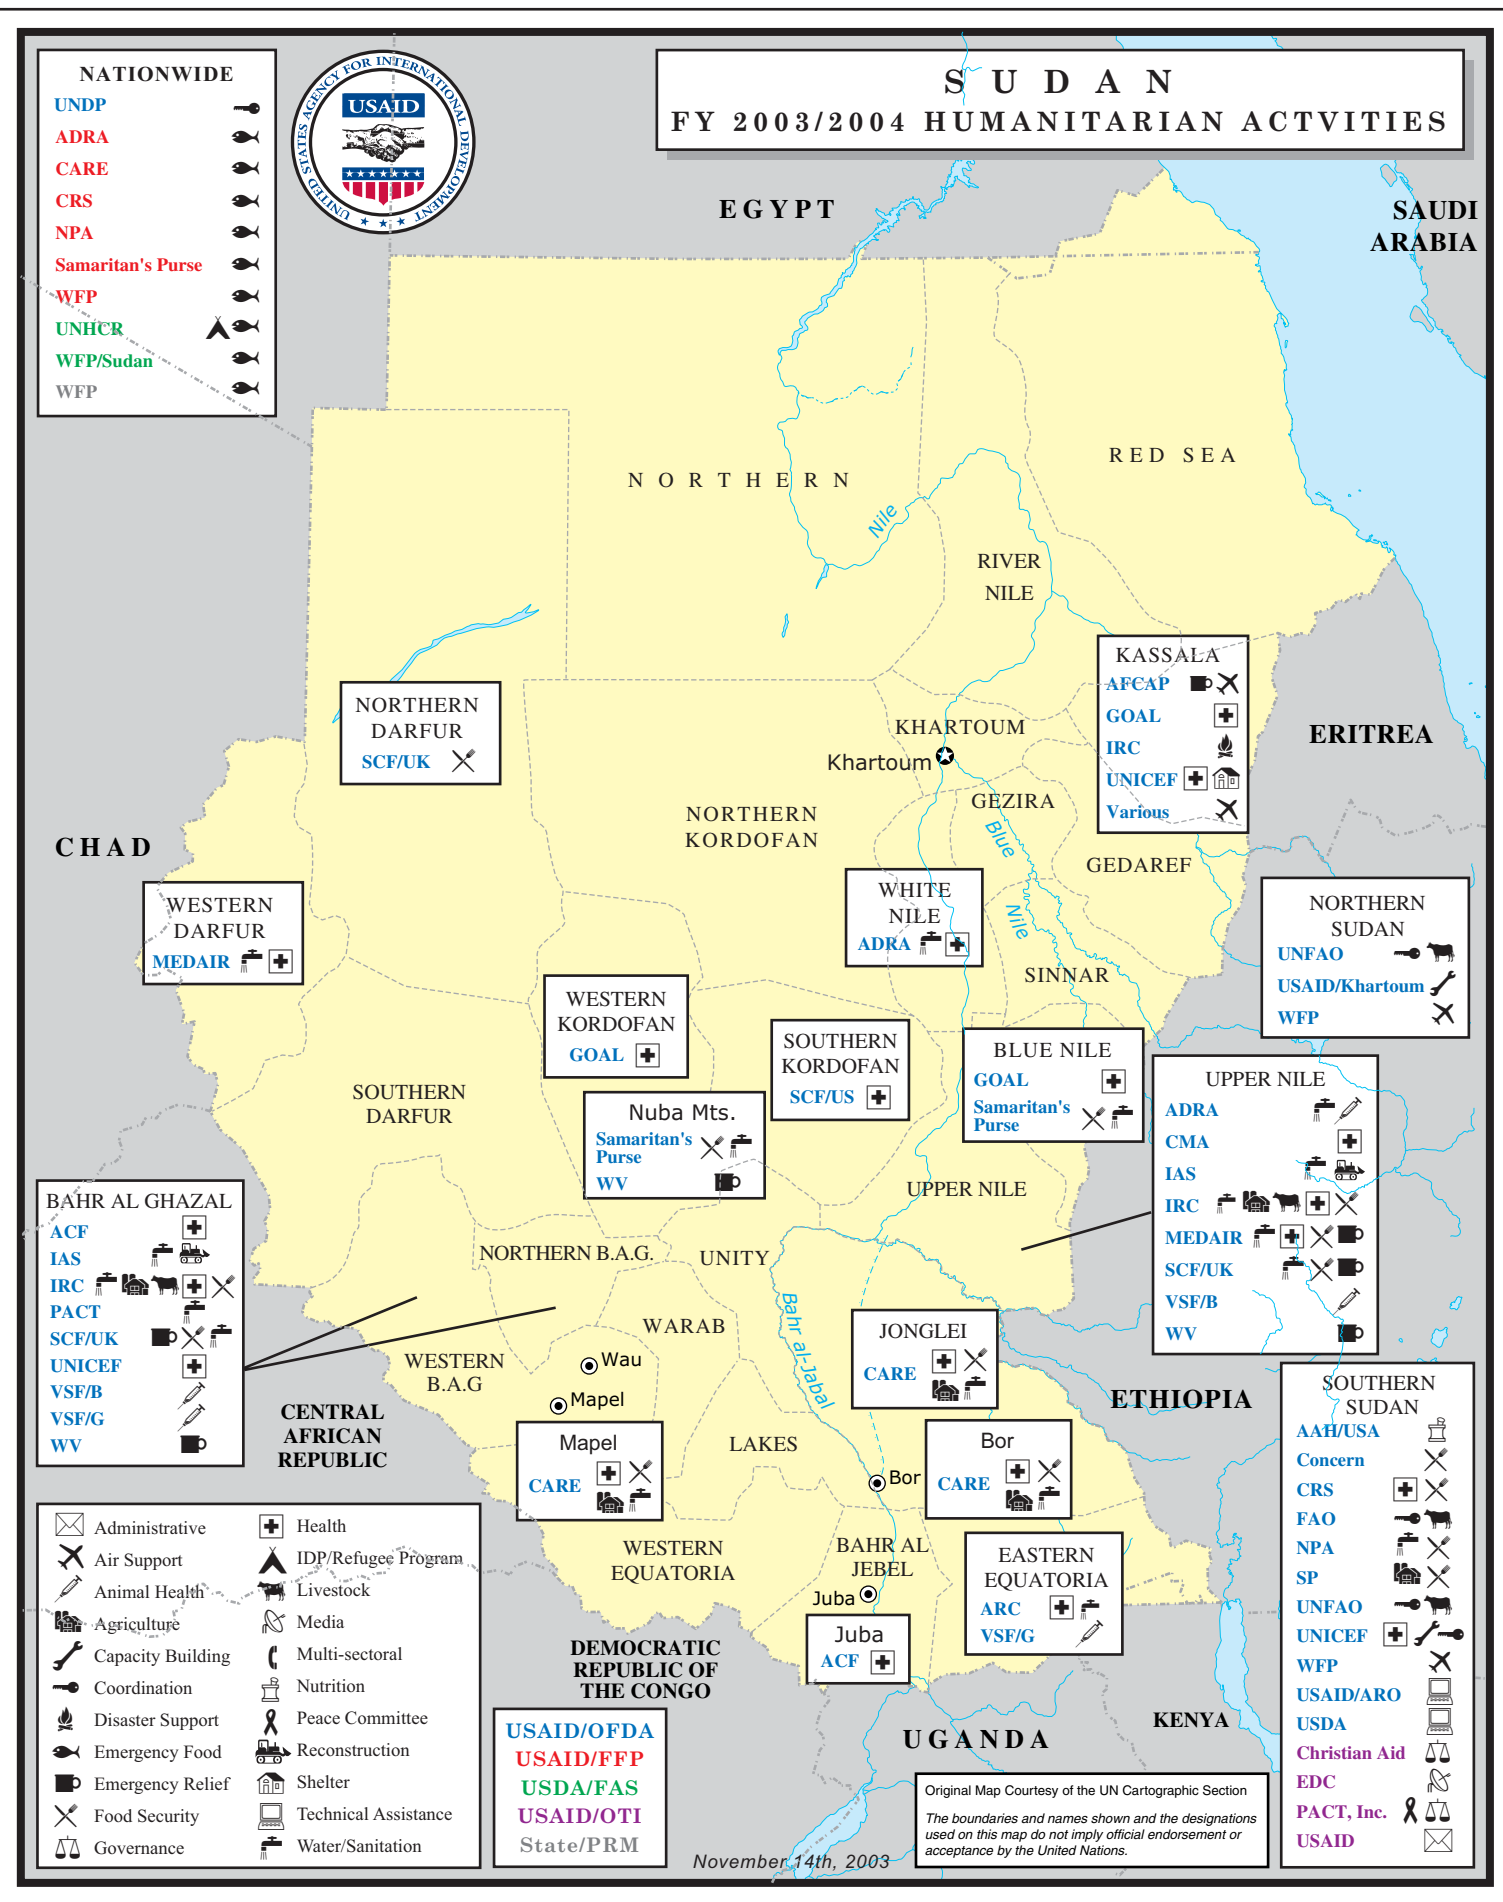 NATIONWIDE
UNDP
ADRA
CARE
CRS
NPA
Samaritan's Purse
WFP
UNHCR
WFP/Sudan
WFP
UNITED STATES AGENCY FOR INTERNATIONAL DEVELOPMENT
USAID
SUDAN
FY 2003/2004 HUMANITARIAN ACTVITIES
EGYPT
SAUDI
ARABIA
RED SEA
NORTHERN
Nile
RIVER
NILE
KASSALA
AFCAP
GOAL
IRC
UNICEF
Various
NORTHERN
DARFUR
SCF/UK
KHARTOUM
Khartoum
ERITREA
GEZIRA
NORTHERN
KORDOFAN
Blue
Nile
CHAD
GEDAREF
WESTERN
DARFUR
MEDAIR
WHITE
NILE
ADRA
NORTHERN
SUDAN
UNFAO
USAID/Khartoum
WFP
SINNAR
WESTERN
KORDOFAN
GOAL
SOUTHERN
KORDOFAN
SCF/US
BLUE NILE
GOAL
Samaritan's
Purse
UPPER NILE
ADRA
CMA
IAS
IRC
MEDAIR
SCF/UK
VSF/B
WV
SOUTHERN
DARFUR
Nuba Mts.
Samaritan's
Purse
WV
UPPER NILE
BAHR AL GHAZAL
ACF
IAS
IRC
PACT
SCF/UK
UNICEF
VSF/B
VSF/G
WV
NORTHERN B.A.G.
UNITY
WARAB
Bahr al-Jabal
JONGLEI
CARE
WESTERN
B.A.G
Wau
Mapel
ETHIOPIA
CENTRAL
AFRICAN
REPUBLIC
Mapel
CARE
LAKES
Bor
CARE
Bor
SOUTHERN
SUDAN
AAH/USA
Concern
CRS
FAO
NPA
SP
UNFAO
UNICEF
WFP
USAID/ARO
USDA
Christian Aid
EDC
PACT, Inc.
USAID
WESTERN
EQUATORIA
BAHR AL
JEBEL
Juba
EASTERN
EQUATORIA
ARC
VSF/G
Juba
ACF
DEMOCRATIC
REPUBLIC OF
THE CONGO
UGANDA
KENYA
Administrative
Air Support
Animal Health
Agriculture
Capacity Building
Coordination
Disaster Support
Emergency Food
Emergency Relief
Food Security
Governance
Health
IDP/Refugee Program
Livestock
Media
Multi-sectoral
Nutrition
Peace Committee
Reconstruction
Shelter
Technical Assistance
Water/Sanitation
USAID/OFDA
USAID/FFP
USDA/FAS
USAID/OTI
State/PRM
November 14th, 2003
Original Map Courtesy of the UN Cartographic Section
The boundaries and names shown and the designations
used on this map do not imply official endorsement or
acceptance by the United Nations.